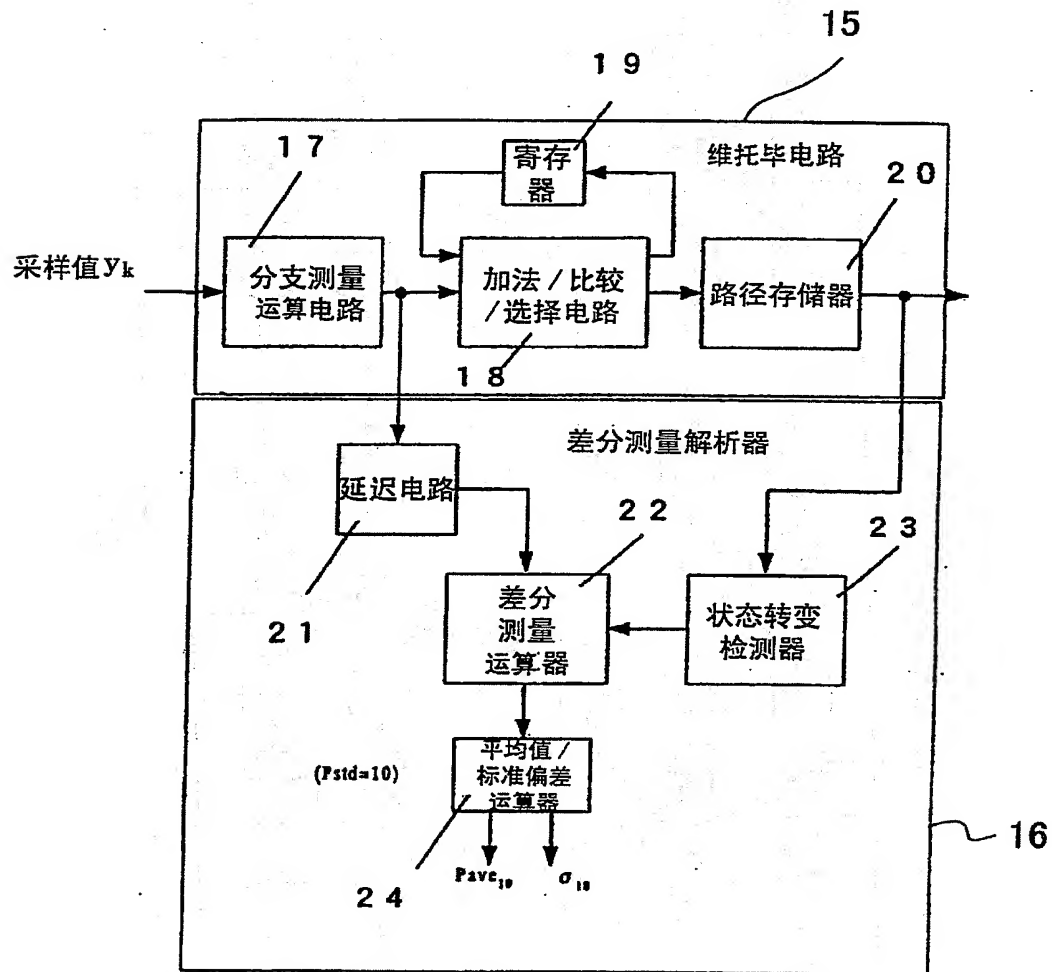 15
19
17
寄存
器
维托毕电路
20
采样值yk
分支测量
运算电路
加法/比较
/选择电路
路径存储器
18
差分测量解析器
延迟电路
22
23
21
差分
测量
运算器
状态转变
检测器
(Pstd=10)
平均值/
标准偏差
运算器
16
24
Pave₁₀
σ₁₀